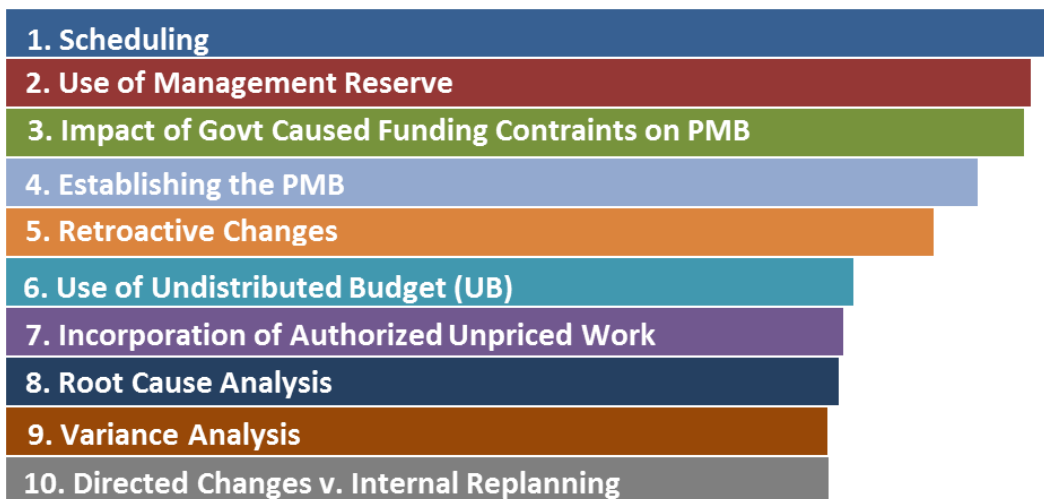 1. Scheduling
2. Use of Management Reserve
3. Impact of Govt Caused Funding Contraints on PMB
4. Establishing the PMB
5. Retroactive Changes
6. Use of Undistributed Budget (UB)
7. Incorporation of Authorized Unpriced Work
8. Root Cause Analysis
9. Variance Analysis
10. Directed Changes v. Internal Replanning